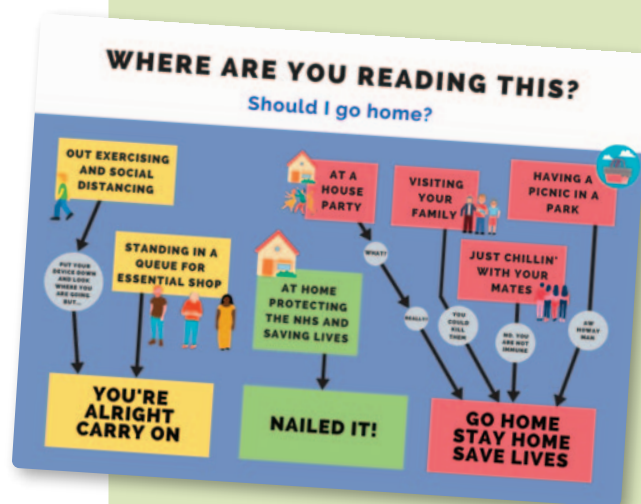 WHERE ARE YOU READING THIS?
Should I go home?
OUT EXERCISING
AND SOCIAL
DISTANCING
PUT YOUR
DEVICE DOWN
AND LOOK
WHERE YOU
ARE GOING
BUT...
STANDING IN A
QUEUE FOR
ESSENTIAL SHOP
YOU'RE
ALRIGHT
CARRY ON
AT HOME
PROTECTING
THE NHS AND
SAVING LIVES
NAILED IT!
AT A
HOUSE
PARTY
WHAT?
REALLY?
VISITING
YOUR
FAMILY
YOU
COULD
KILL
THEM
JUST CHILLIN'
WITH YOUR
MATES
NO. YOU
ARE NOT
IMMUNE
HAVING A
PICNIC IN A
PARK
AW
HOWAY
MAN
GO HOME
STAY HOME
SAVE LIVES